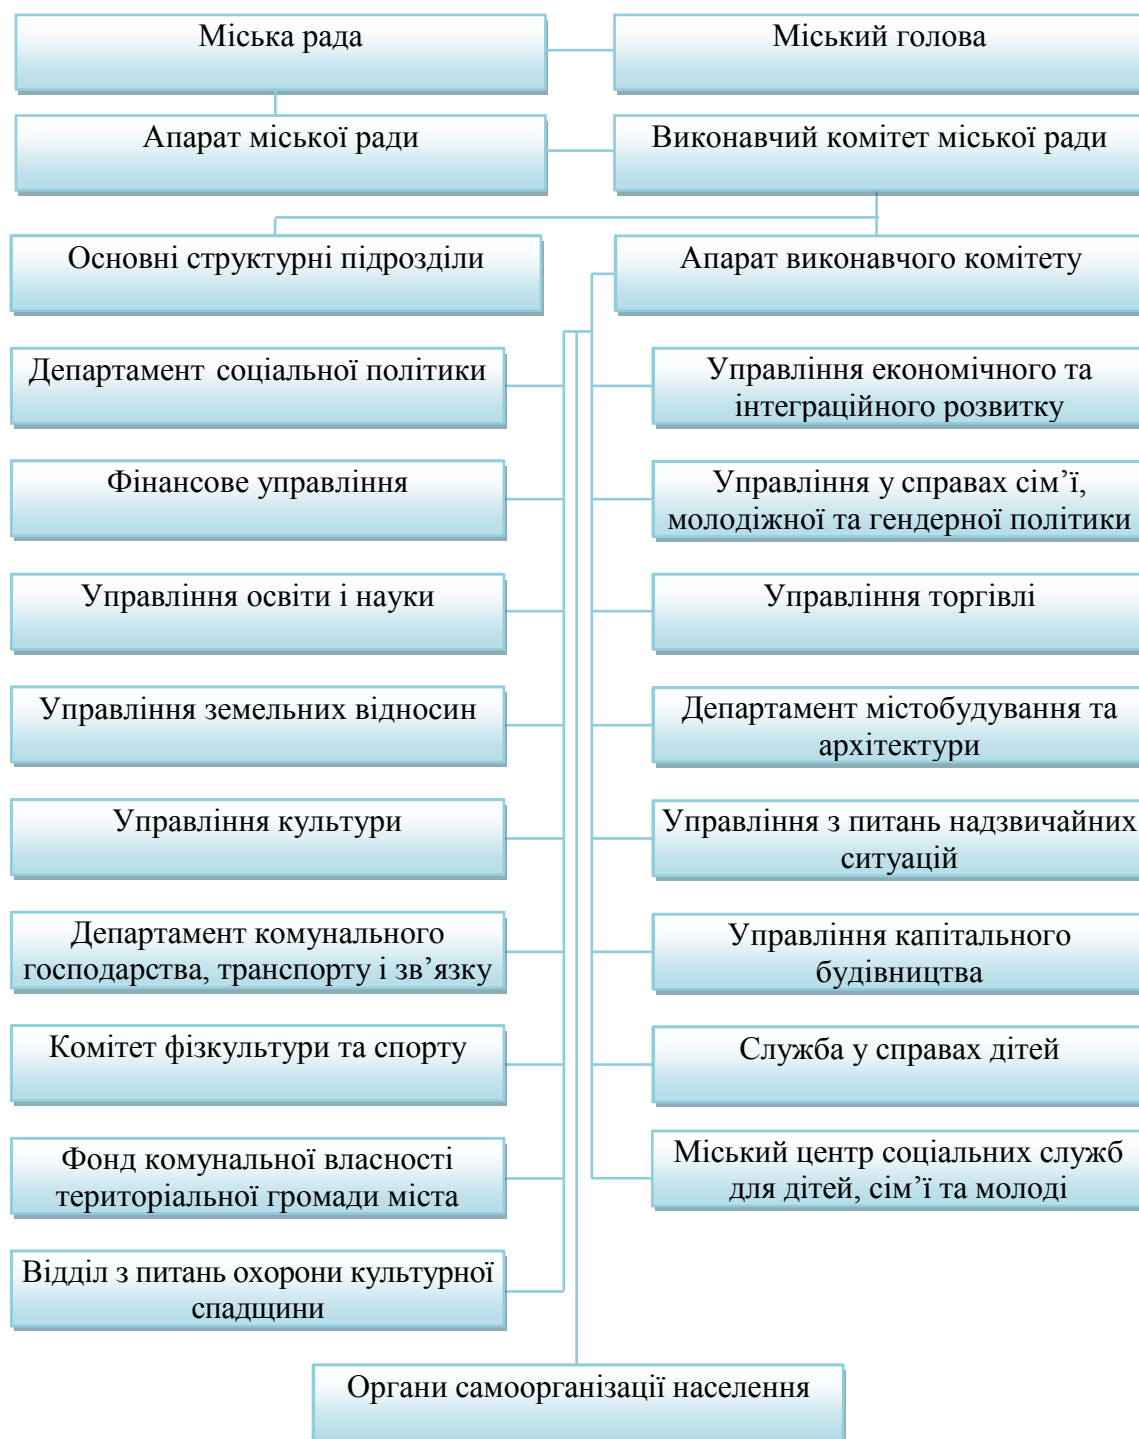 Міська рада
Міський голова
Апарат міської ради
Виконавчий комітет міської ради
Основні структурні підрозділи
Апарат виконавчого комітету
Департамент соціальної політики
Управління економічного та
інтеграційного розвитку
Фінансове управління
Управління у справах сім’ї,
молодіжної та гендерної політики
Управління освіти і науки
Управління торгівлі
Управління земельних відносин
Департамент містобудування та
архітектури
Управління культури
Управління з питань надзвичайних
ситуацій
Департамент комунального
господарства, транспорту і зв’язку
Управління капітального
будівництва
Комітет фізкультури та спорту
Служба у справах дітей
Фонд комунальної власності
територіальної громади міста
Міський центр соціальних служб
для дітей, сім’ї та молоді
Відділ з питань охорони культурної
спадщини
Органи самоорганізації населення